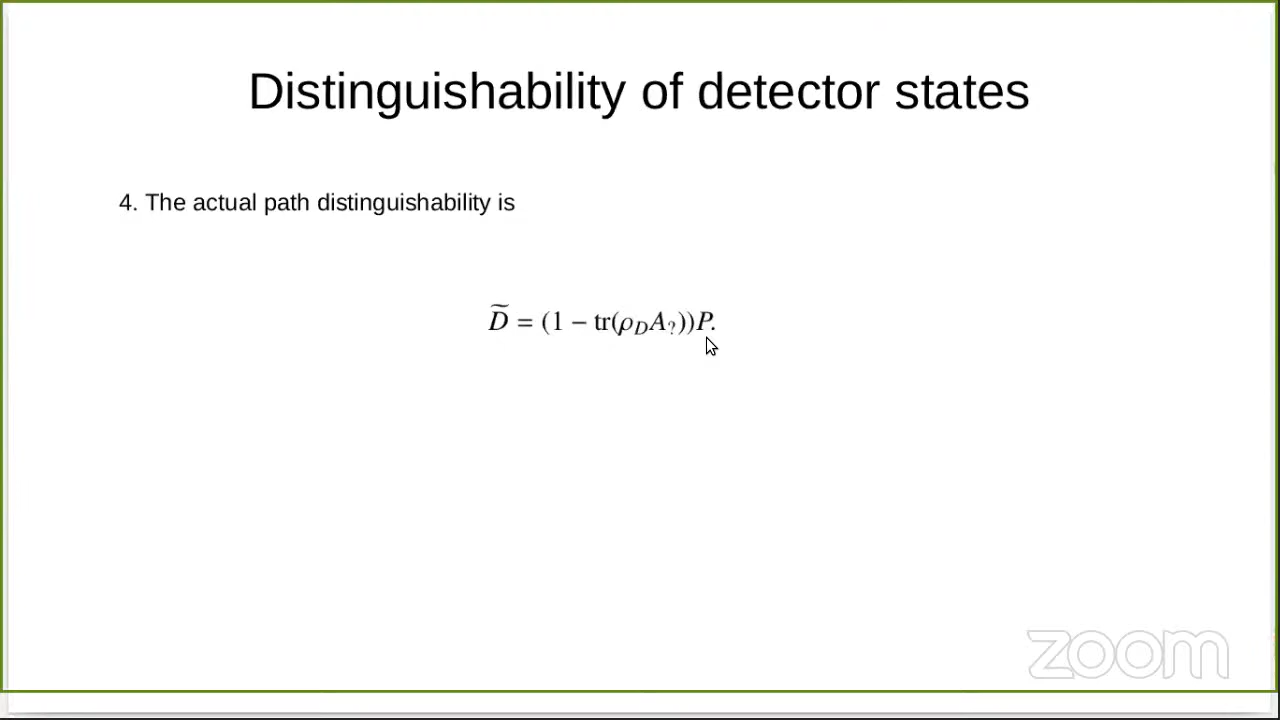 Distinguishability of detector states
4. The actual path distinguishability is
D̃ = (1 − tr(ρ_D A_?))P.
zoom